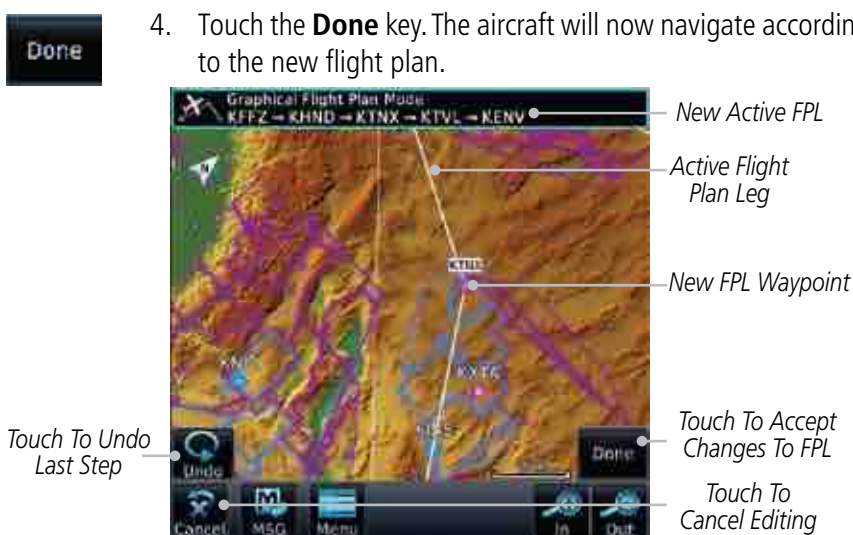 Done
4. Touch the Done key. The aircraft will now navigate accordin
to the new flight plan.
Graphical Flight Plan Mode
KFFZ → KHND → KTNX → KTVL → KENV
New Active FPL
Active Flight
Plan Leg
N
KTNX
New FPL Waypoint
KXTA
Touch To Undo
Last Step
Undo
Done
Touch To Accept
Changes To FPL
Cancel
MSG
Menu
In
Out
Touch To
Cancel Editing